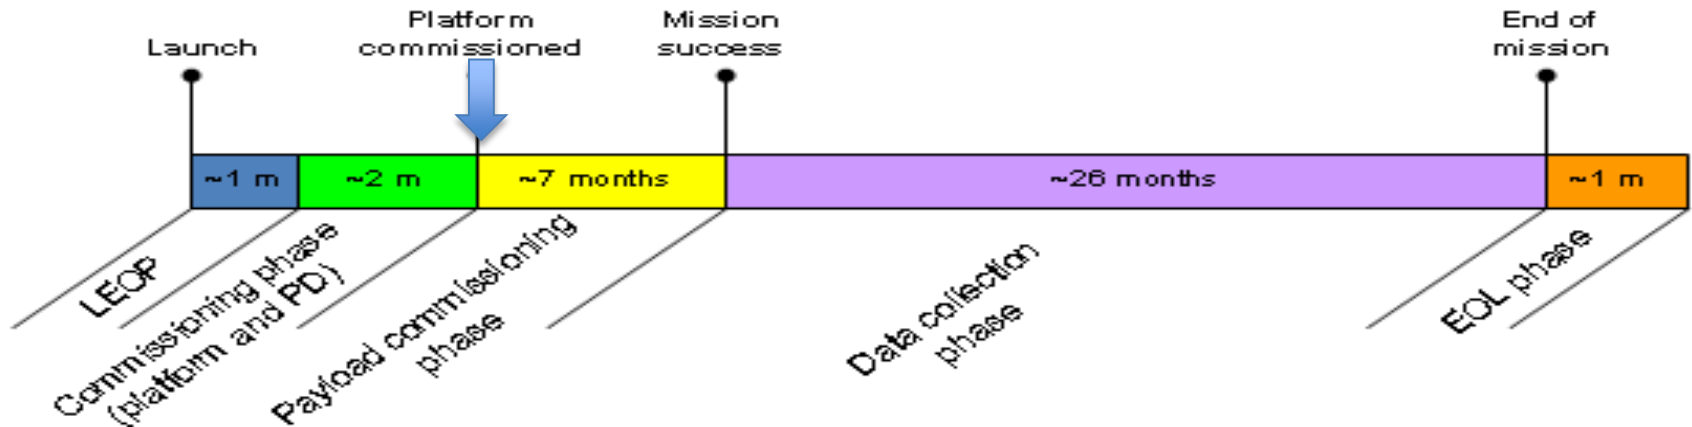 Launch
Platform
commissioned
Mission
success
End of
mission
~1 m
~2 m
~7 months
~26 months
~1 m
LEOP
Commissioning phase
(platform and PD)
Payload commissioning
phase
Data collection
phase
EOL phase